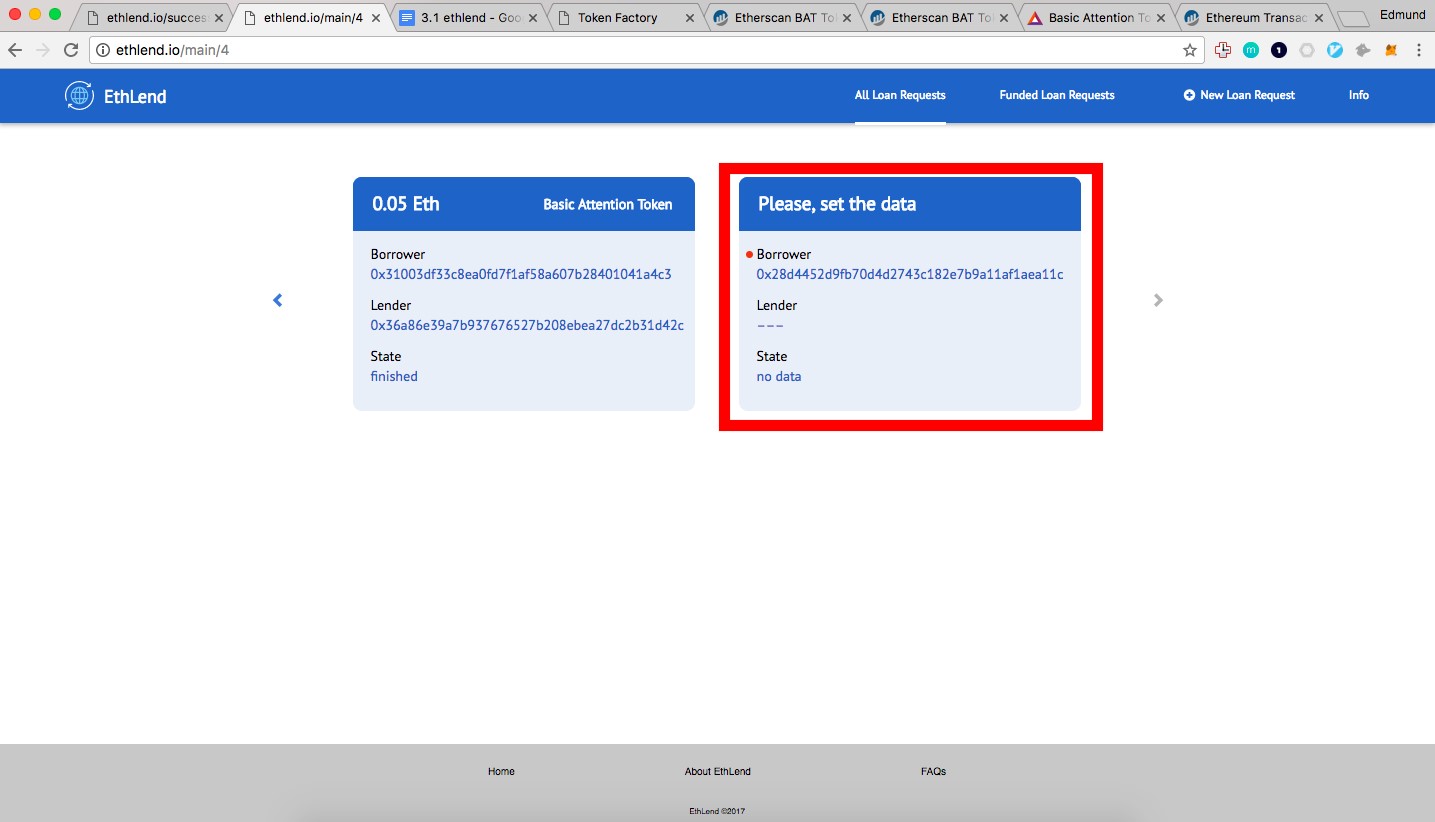 ethlend.io/succes
ethlend.io/main/4
3.1 ethlend - Goo
Token Factory
Etherscan BAT To
Etherscan BAT To
Basic Attention To
Ethereum Transac
Edmund
ethlend.io/main/4
EthLend
All Loan Requests
Funded Loan Requests
New Loan Request
Info
0.05 Eth
Basic Attention Token
Borrower
0x31003df33c8ea0fd7f1af58a607b28401041a4c3
Lender
0x36a86e39a7b937676527b208ebea27dc2b31d42c
State
finished
Please, set the data
Borrower
0x28d4452d9fb70d4d2743c182e7b9a11af1aea11c
Lender
---
State
no data
Home
About EthLend
FAQs
EthLend ©2017